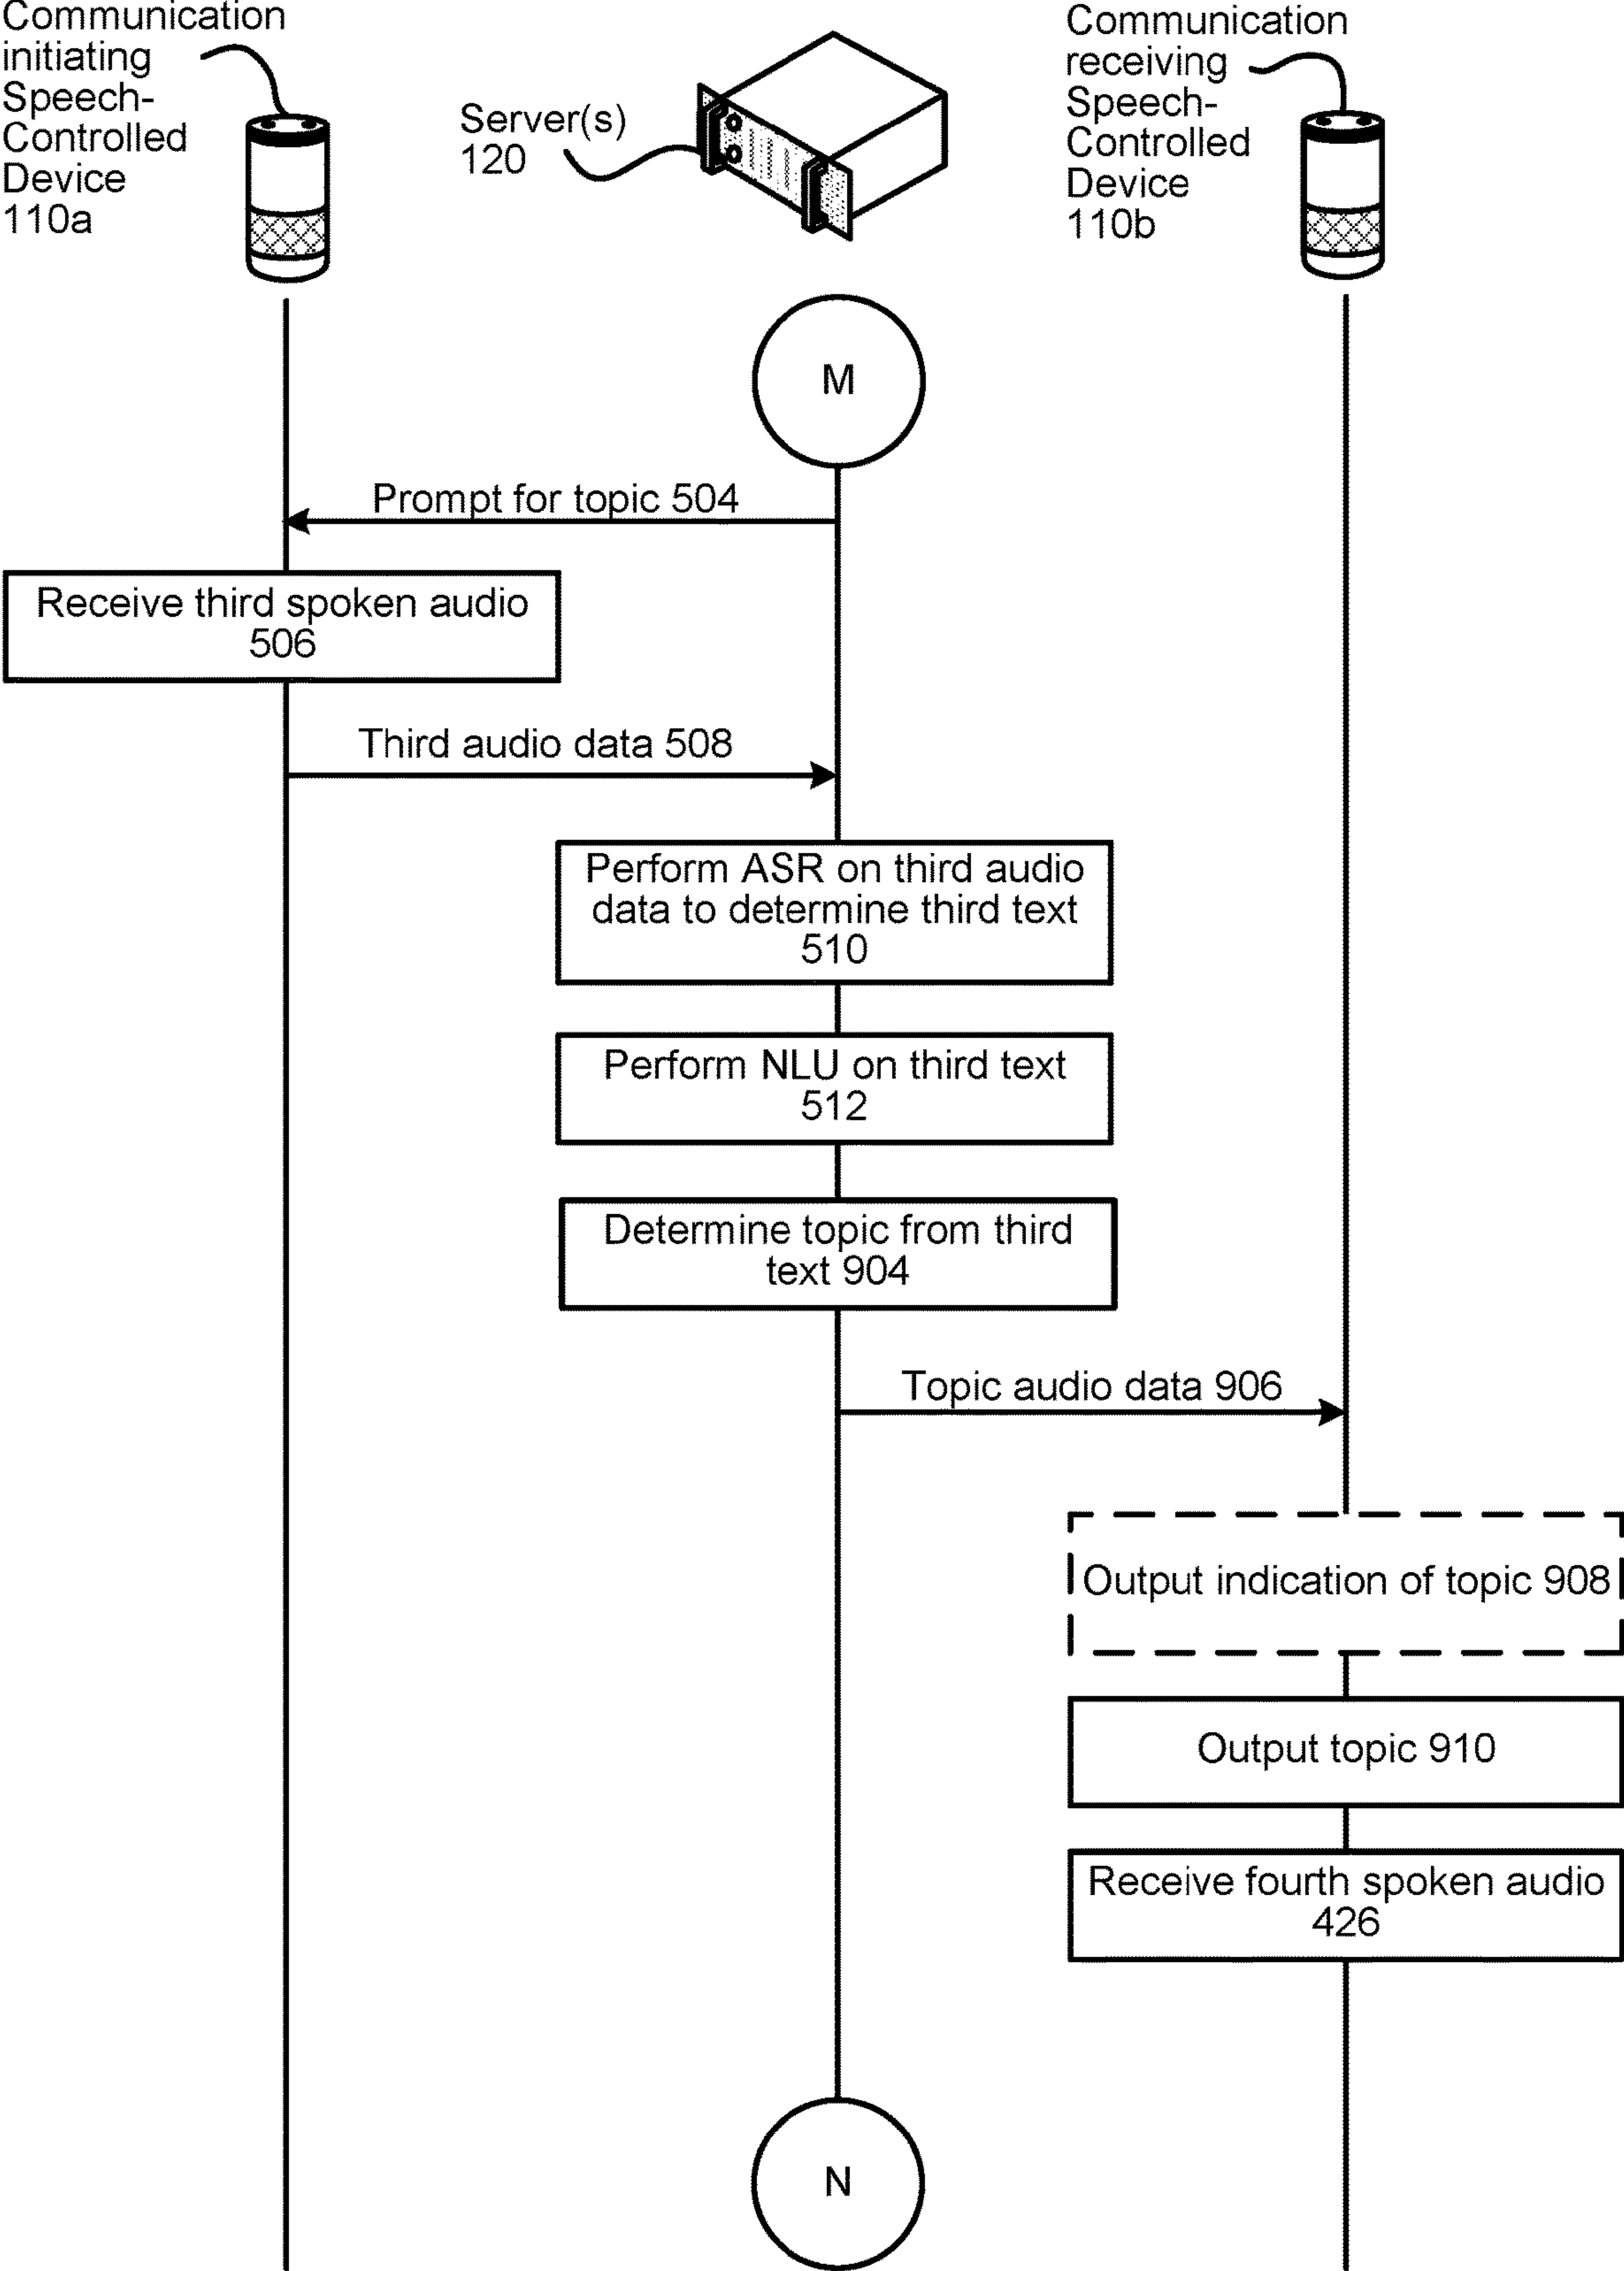 Communication
initiating
Speech-
Controlled
Device
110a
Server(s)
120
Communication
receiving
Speech-
Controlled
Device
110b
M
Prompt for topic 504
Receive third spoken audio
506
Third audio data 508
Perform ASR on third audio
data to determine third text
510
Perform NLU on third text
512
Determine topic from third
text 904
Topic audio data 906
Output indication of topic 908
Output topic 910
Receive fourth spoken audio
426
N